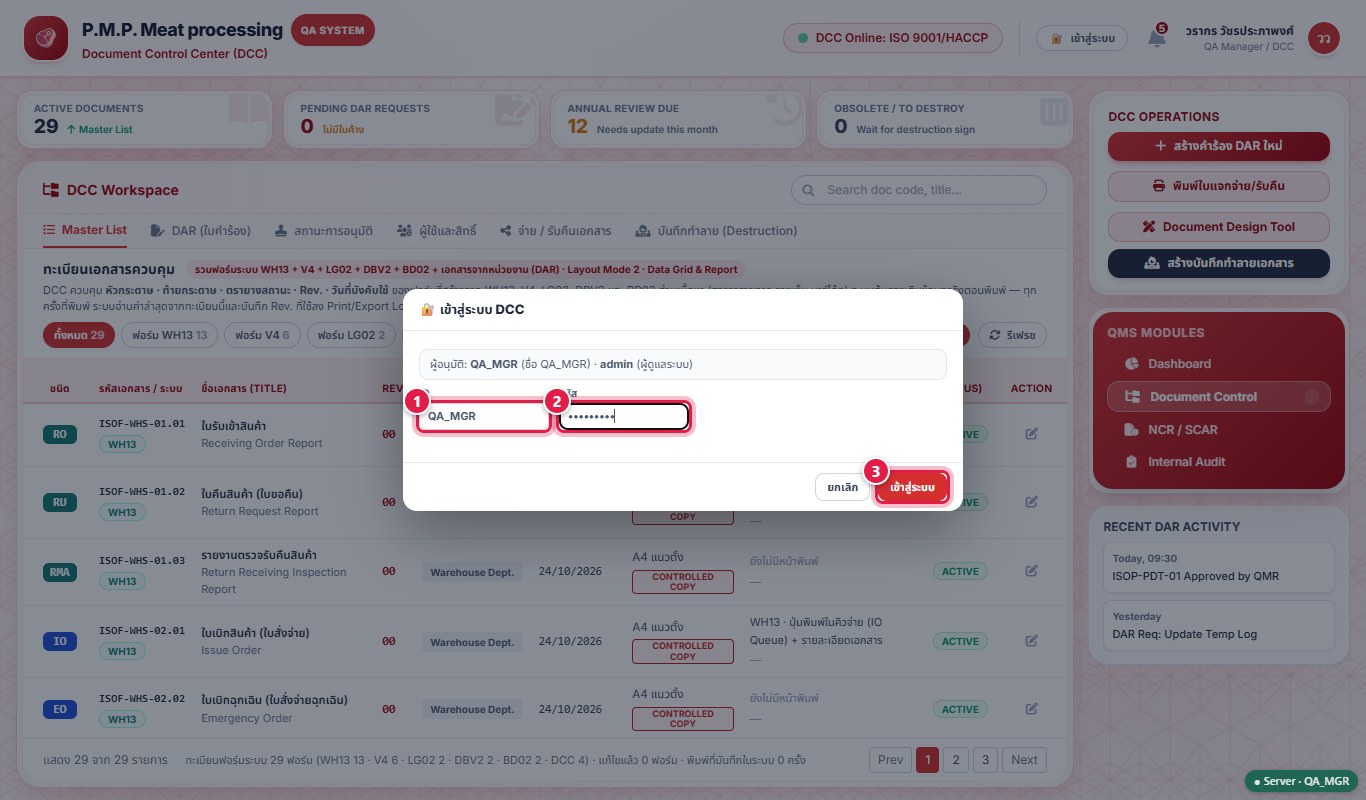 P.M.P. Meat processing
QA SYSTEM
Document Control Center (DCC)
DCC Online: ISO 9001/HACCP
เข้าสู่ระบบ
5
วรากร วัชรประภาพงศ์
QA Manager / DCC
วว
ACTIVE DOCUMENTS
29 Master List
PENDING DAR REQUESTS
0 ไม่มีใบค้าง
ANNUAL REVIEW DUE
12 Needs update this month
OBSOLETE / TO DESTROY
0 Wait for destruction sign
DCC Workspace
Search doc code, title...
Master List
DAR (ใบคำร้อง)
สถานะการอนุมัติ
ผู้ใช้และสิทธิ์
จ่าย / รับคืนเอกสาร
บันทึกทำลาย (Destruction)
ทะเบียนเอกสารควบคุม
รวมฟอร์มระบบ WH13 + V4 + LG02 + DBV2 + BD02 + เอกสารจากหน่วยงาน (DAR) · Layout Mode 2 · Data Grid & Report
DCC ควบคุม หัวกระดาษ · ท้ายกระดาษ · ตรายางสถานะ · Rev. · วันที่บังคับใช้
— ทุก
ครั้งที่พิมพ์ ระบบอ่านค่าล่าสุดจากทะเบียนนี้และบันทึก Rev. ที่ใช้ลง Print/Export Lo
ทั้งหมด 29
ฟอร์ม WH13 13
ฟอร์ม V4 6
ฟอร์ม LG02 2
รีเฟรช
ชนิด
รหัสเอกสาร / ระบบ
ชื่อเอกสาร (TITLE)
REV
US)
ACTION
RO
ISOF-WHS-01.01
WH13
ใบรับเข้าสินค้า
Receiving Order Report
00
VE
RU
ISOF-WHS-01.02
WH13
ใบคืนสินค้า (ใบขอคืน)
Return Request Report
00
COPY
—
VE
RMA
ISOF-WHS-01.03
WH13
รายงานตรวจรับคืนสินค้า
Return Receiving Inspection
Report
00
Warehouse Dept.
24/10/2026
A4 แนวตั้ง
CONTROLLED
COPY
ยังไม่มีหน้าพิมพ์
—
ACTIVE
IO
ISOF-WHS-02.01
WH13
ใบเบิกสินค้า (ใบสั่งจ่าย)
Issue Order
00
Warehouse Dept.
24/10/2026
A4 แนวตั้ง
CONTROLLED
COPY
WH13 · ปุ่มพิมพ์ในคิวจ่าย (IO
Queue) + รายละเอียดเอกสาร
—
ACTIVE
EO
ISOF-WHS-02.02
WH13
ใบเบิกฉุกเฉิน (ใบสั่งจ่ายฉุกเฉิน)
Emergency Order
00
Warehouse Dept.
24/10/2026
A4 แนวตั้ง
CONTROLLED
COPY
ยังไม่มีหน้าพิมพ์
—
ACTIVE
แสดง 29 จาก 29 รายการ
ทะเบียนฟอร์มระบบ 29 ฟอร์ม (WH13 13 · V4 6 · LG02 2 · DBV2 2 · BD02 2 · DCC 4) · แก้ไขแล้ว 0 ฟอร์ม · พิมพ์ที่บันทึกในระบบ 0 ครั้ง
Prev 1 2 3 Next
เข้าสู่ระบบ DCC
ผู้อนุมัติ: QA_MGR (ชื่อ QA_MGR) · admin (ผู้ดูแลระบบ)
1
QA_MGR
2
•••••••••
ยกเลิก
3
เข้าสู่ระบบ
DCC OPERATIONS
+ สร้างคำร้อง DAR ใหม่
พิมพ์ใบแจกจ่าย/รับคืน
Document Design Tool
สร้างบันทึกทำลายเอกสาร
QMS MODULES
Dashboard
Document Control
NCR / SCAR
Internal Audit
RECENT DAR ACTIVITY
Today, 09:30
ISOP-PDT-01 Approved by QMR
Yesterday
DAR Req: Update Temp Log
Server · QA_MGR